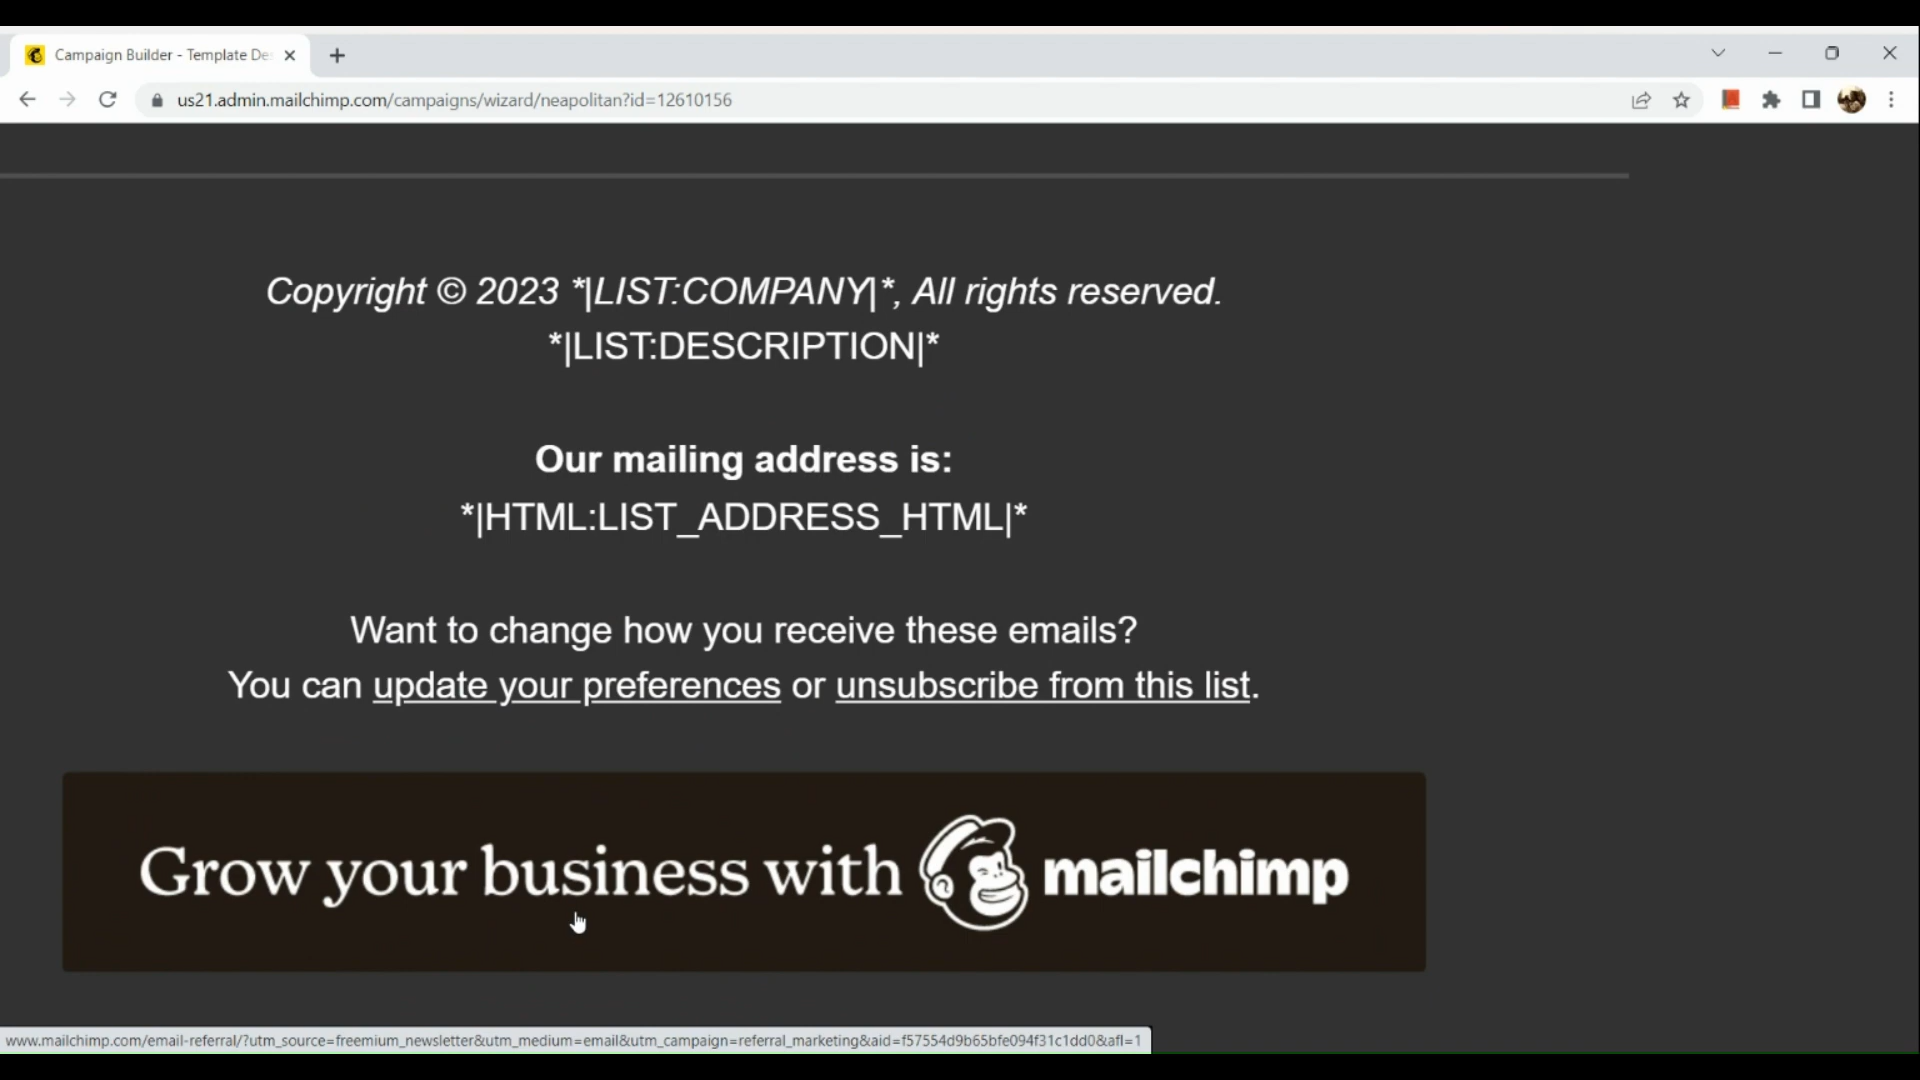 Campaign Builder - Template De
us21.admin.mailchimp.com/campaigns/wizard/neapolitan?id=12610156
Copyright © 2023 *|LIST:COMPANY|*, All rights reserved.
*|LIST:DESCRIPTION|*
Our mailing address is:
*|HTML:LIST_ADDRESS_HTML|*
Want to change how you receive these emails?
You can update your preferences or unsubscribe from this list.
Grow your business with mailchimp
www.mailchimp.com/email-referral/?utm_source=freemium_newsletter&utm_medium=email&utm_campaign=referral_marketing&aid=f57554d9b65bfe094f31c1dd0&afl=1